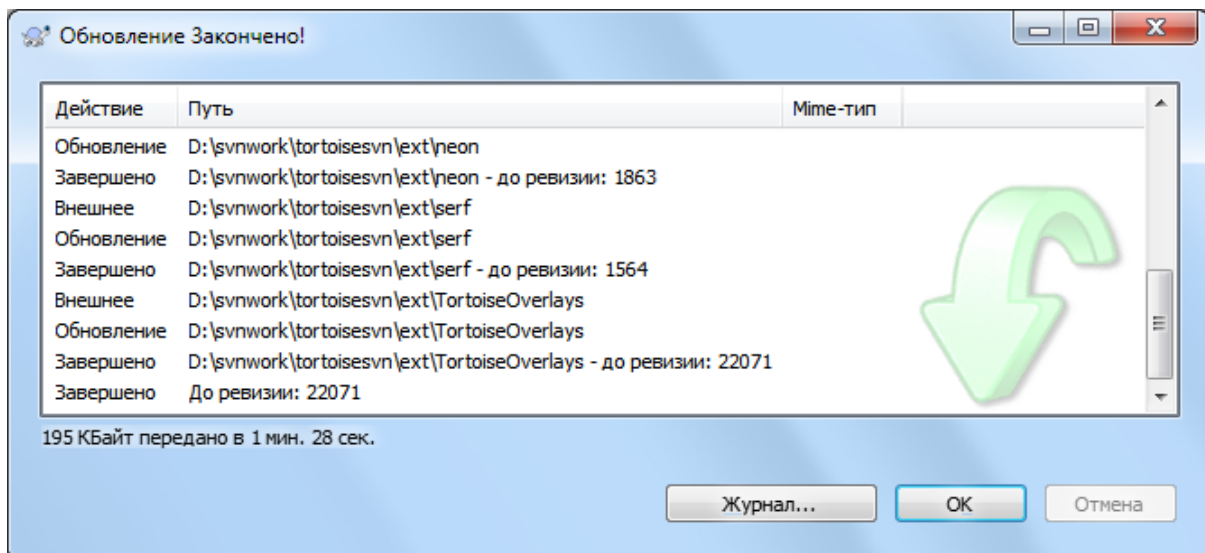 Обновление Закончено!
Действие Путь Mime-тип
Обновление D:\svnwork\tortoisesvn\ext\neon
Завершено D:\svnwork\tortoisesvn\ext\neon - до ревизии: 1863
Внешнее D:\svnwork\tortoisesvn\ext\serf
Обновление D:\svnwork\tortoisesvn\ext\serf
Завершено D:\svnwork\tortoisesvn\ext\serf - до ревизии: 1564
Внешнее D:\svnwork\tortoisesvn\ext\TortoiseOverlays
Обновление D:\svnwork\tortoisesvn\ext\TortoiseOverlays
Завершено D:\svnwork\tortoisesvn\ext\TortoiseOverlays - до ревизии: 22071
Завершено До ревизии: 22071
195 КБайт передано в 1 мин. 28 сек.
Журнал... OK Отмена